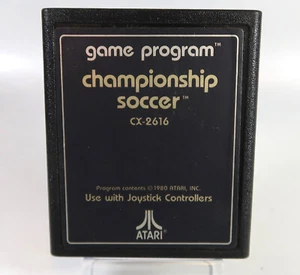 game program™
championship
soccer™
CX-2616
Program contents © 1980 ATARI, INC.
Use with Joystick Controllers
ATARI®